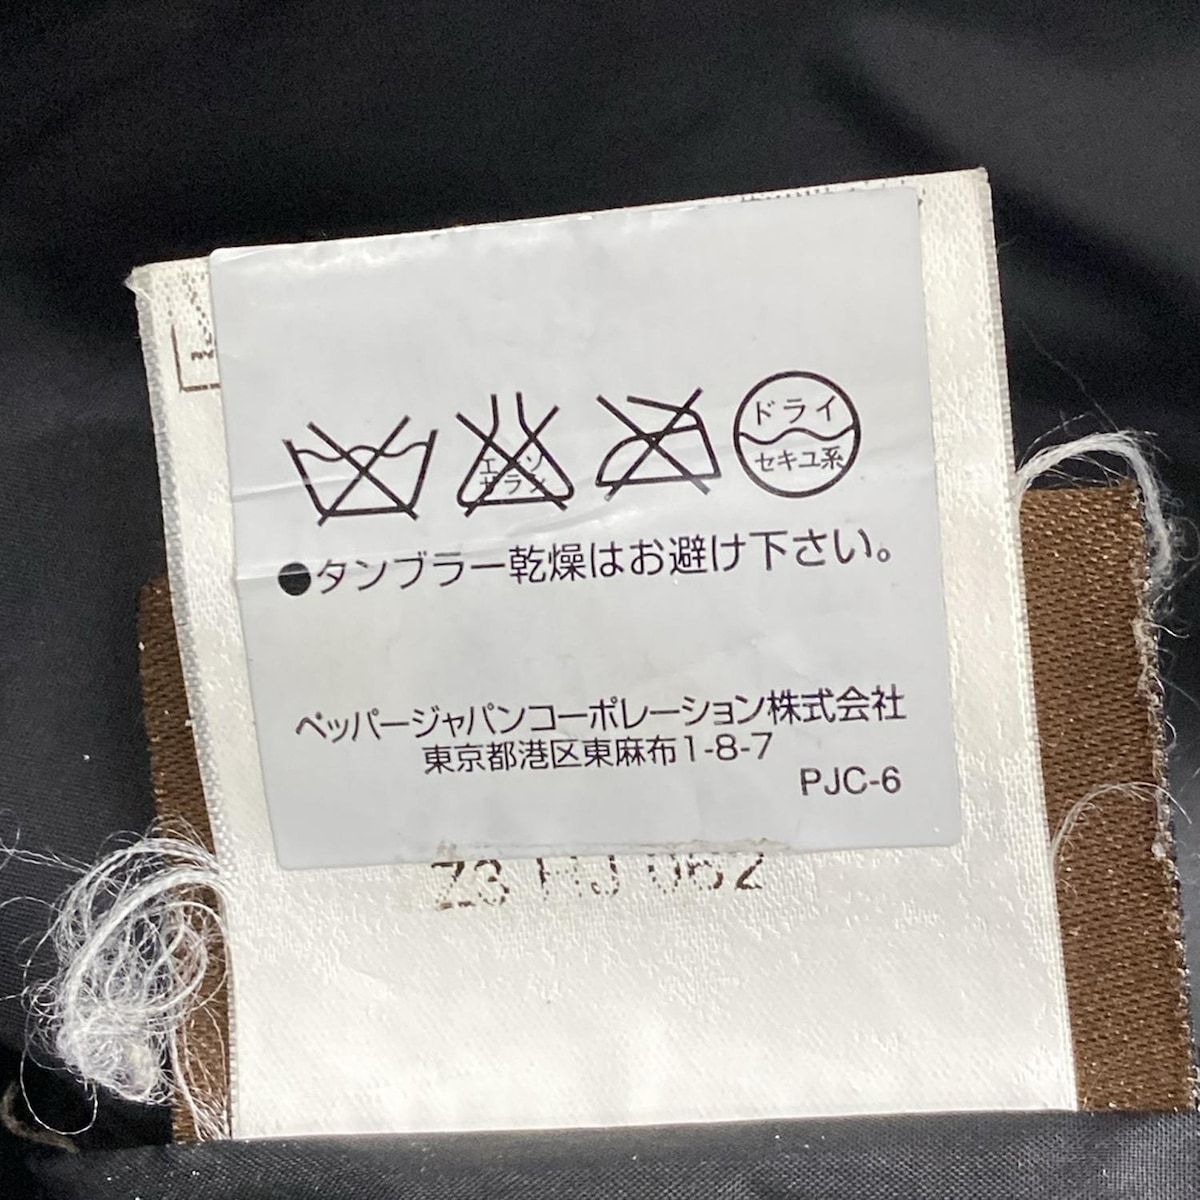 エンソ
サラシ
ドライ
セキユ系
●タンブラー乾燥はお避け下さい。
ペッパージャパンコーポレーション株式会社
東京都港区東麻布1-8-7
PJC-6